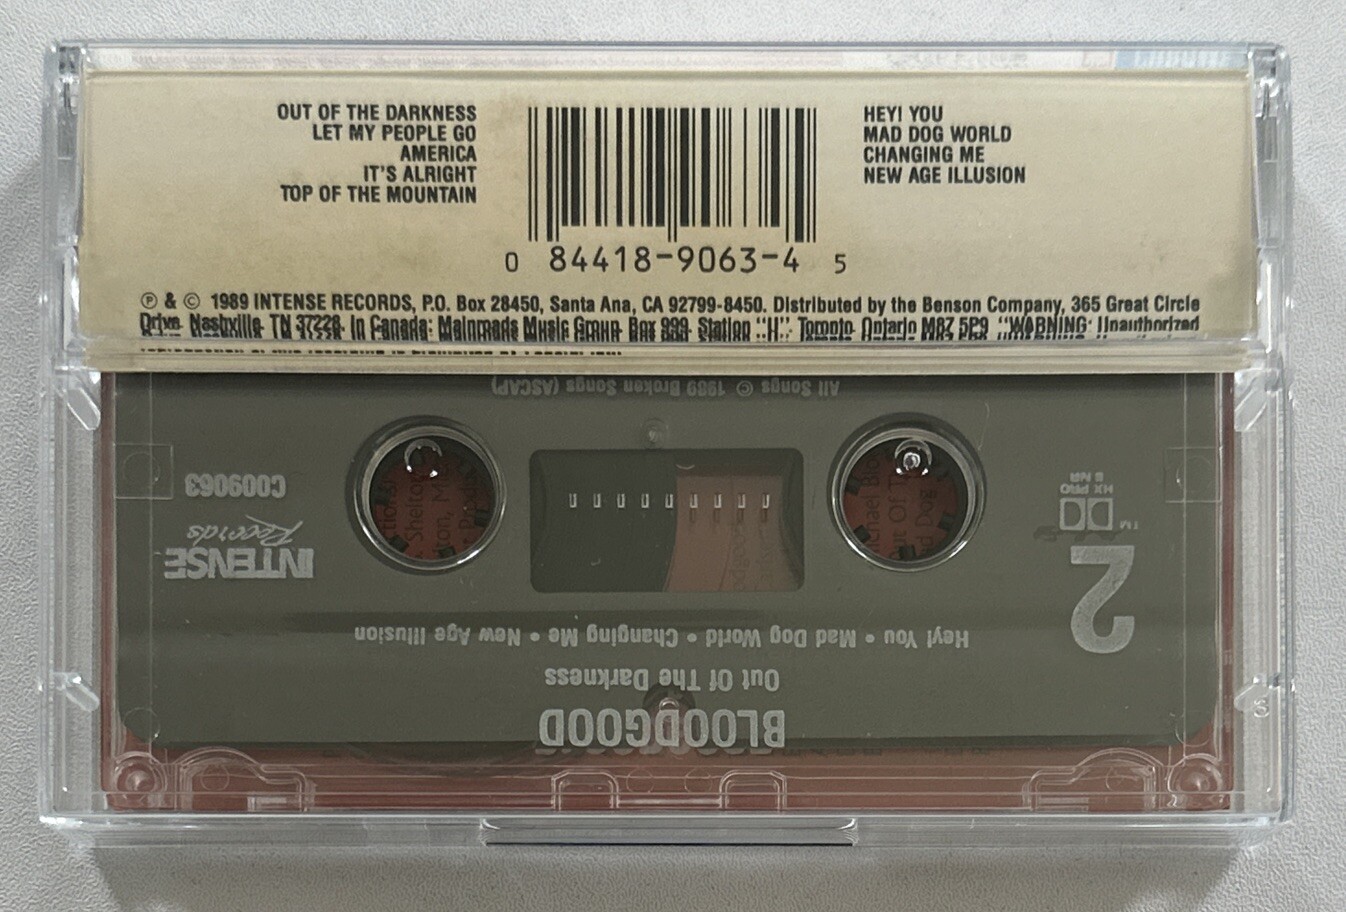 OUT OF THE DARKNESS
LET MY PEOPLE GO
AMERICA
IT'S ALRIGHT
TOP OF THE MOUNTAIN
0 84418-9063-4 5
HEY! YOU
MAD DOG WORLD
CHANGING ME
NEW AGE ILLUSION
℗ & © 1989 INTENSE RECORDS, P.O. Box 28450, Santa Ana, CA 92799-8450. Distributed by the Benson Company, 365 Great Circle
Drive, Nashville, TN 37228. In Canada: Mainroads Music Group, Box 999, Station "H", Toronto, Ontario M8Z 5P9 "WARNING: Unauthorized
All Songs © 1989 Broken Songs (ASCAP)
C009063
INTENSE
Records
HX PRO
B NR
TM
2
Hey! You • Mad Dog World • Changing Me • New Age Illusion
Out Of The Darkness
BLOODGOOD